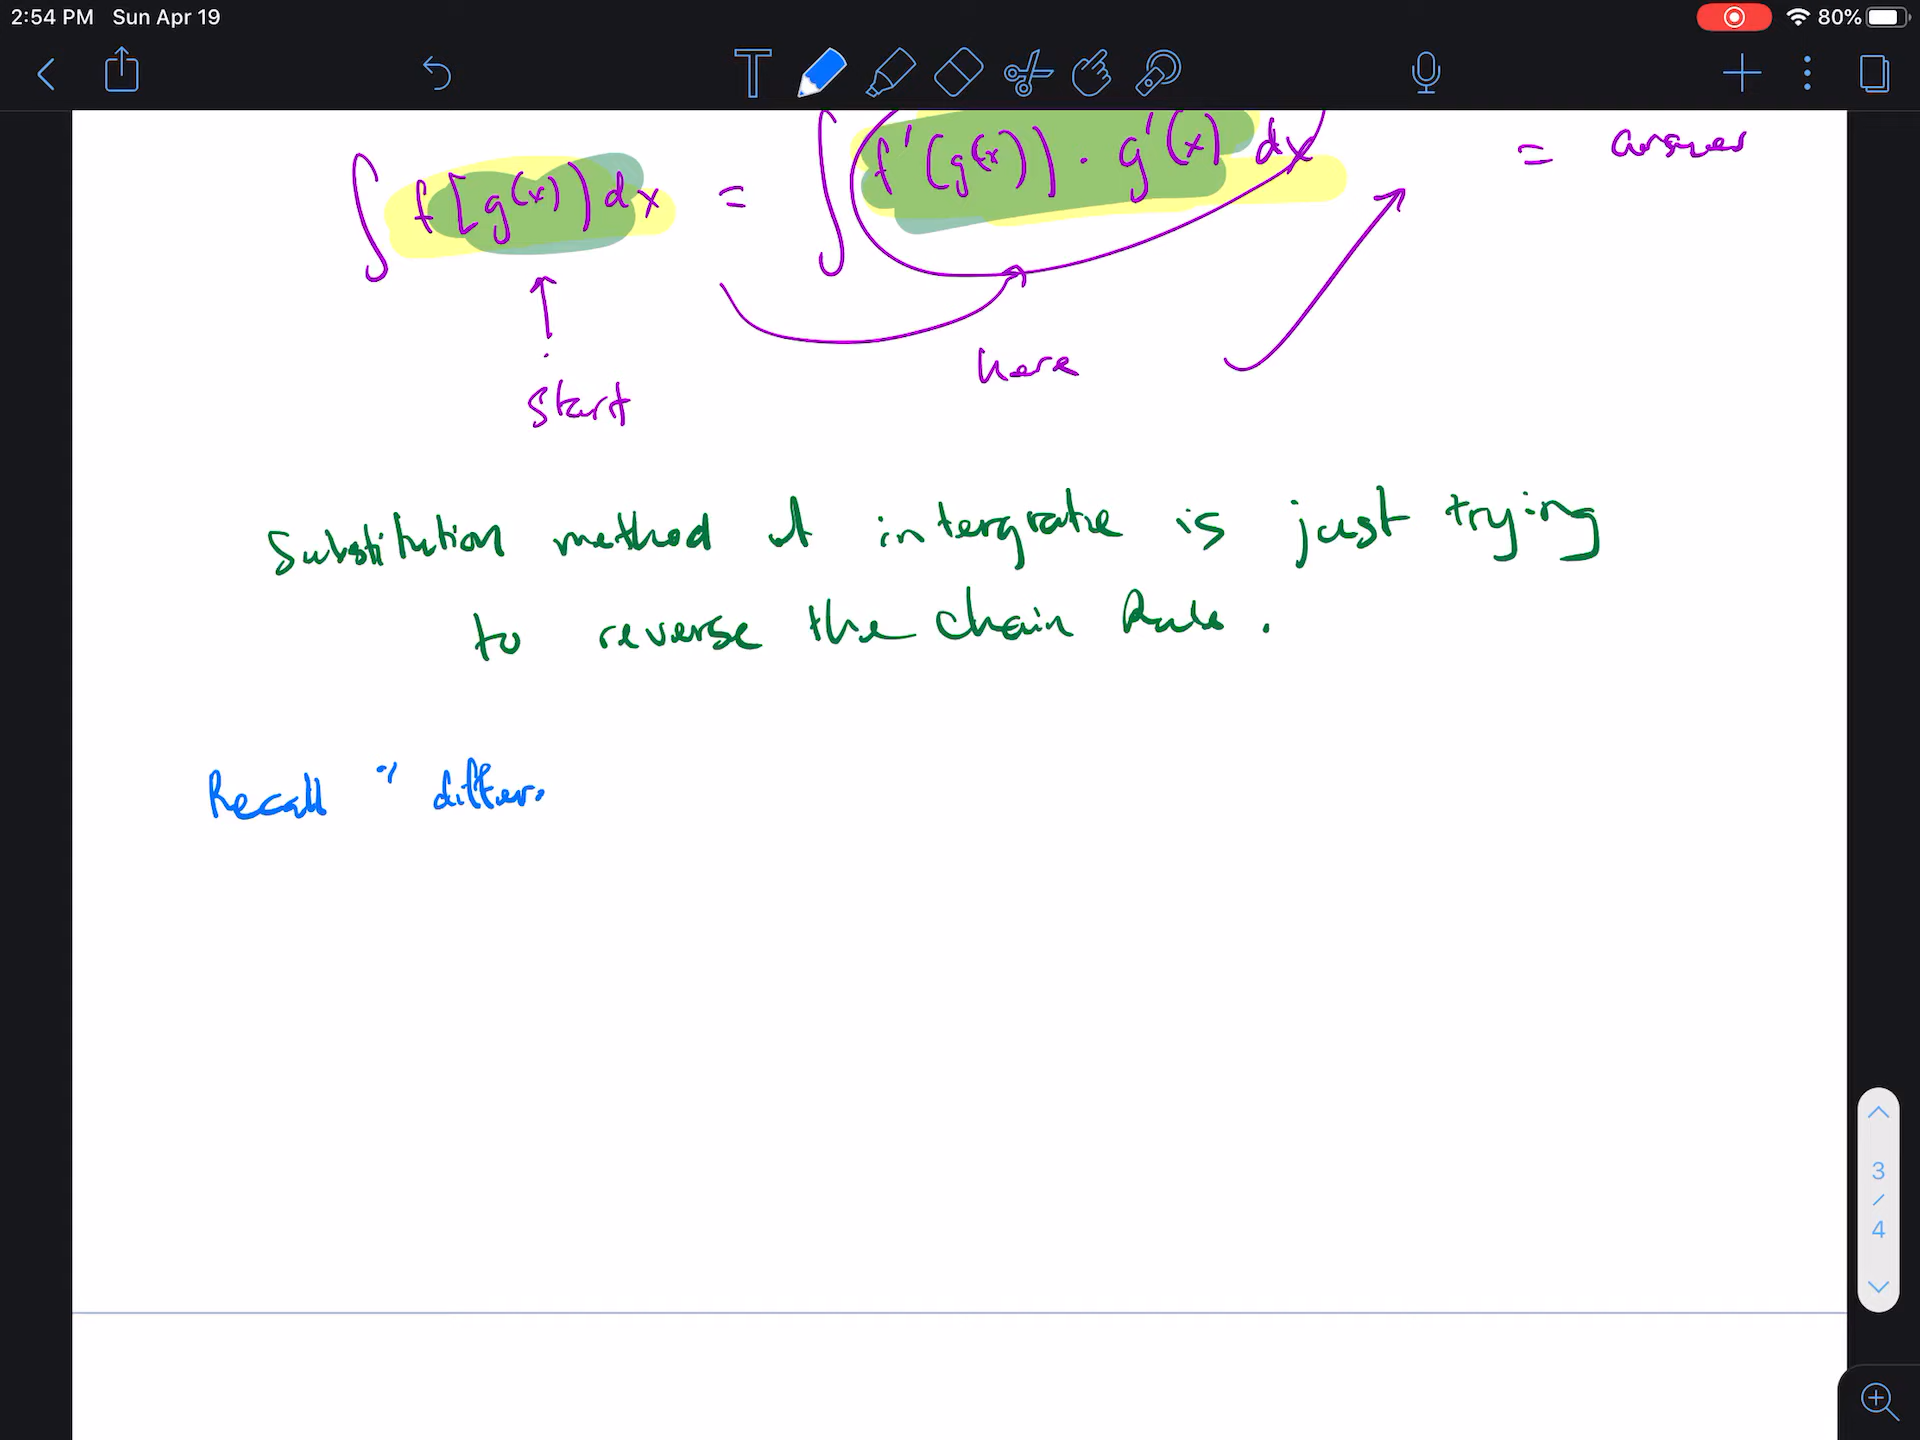 2:54 PM Sun Apr 19
80%
T
∫ f[g(x)]dx = ∫ f'(g(x)) · g'(x) dx = answer
here
start
Substitution method of intergratie is just trying
to reverse the chain Rule.
Recall " differ.
3
/
4